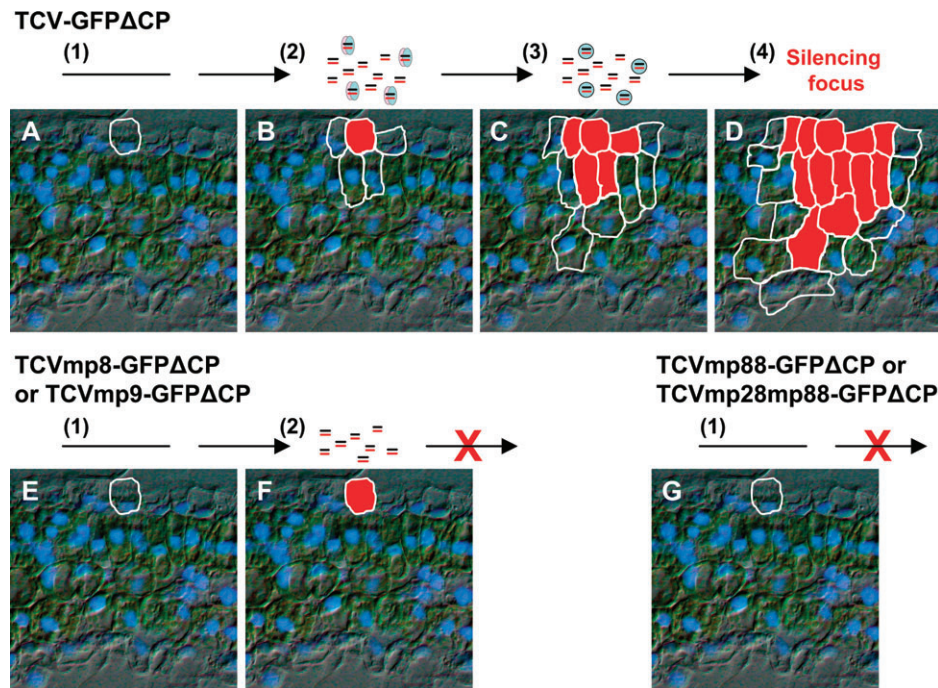 TCV-GFPΔCP
(1) (2) (3) (4) Silencing
focus
A B C D
TCVmp8-GFPΔCP
or TCVmp9-GFPΔCP
(1) (2) X
E F
TCVmp88-GFPΔCP or
TCVmp28mp88-GFPΔCP
(1) X
G